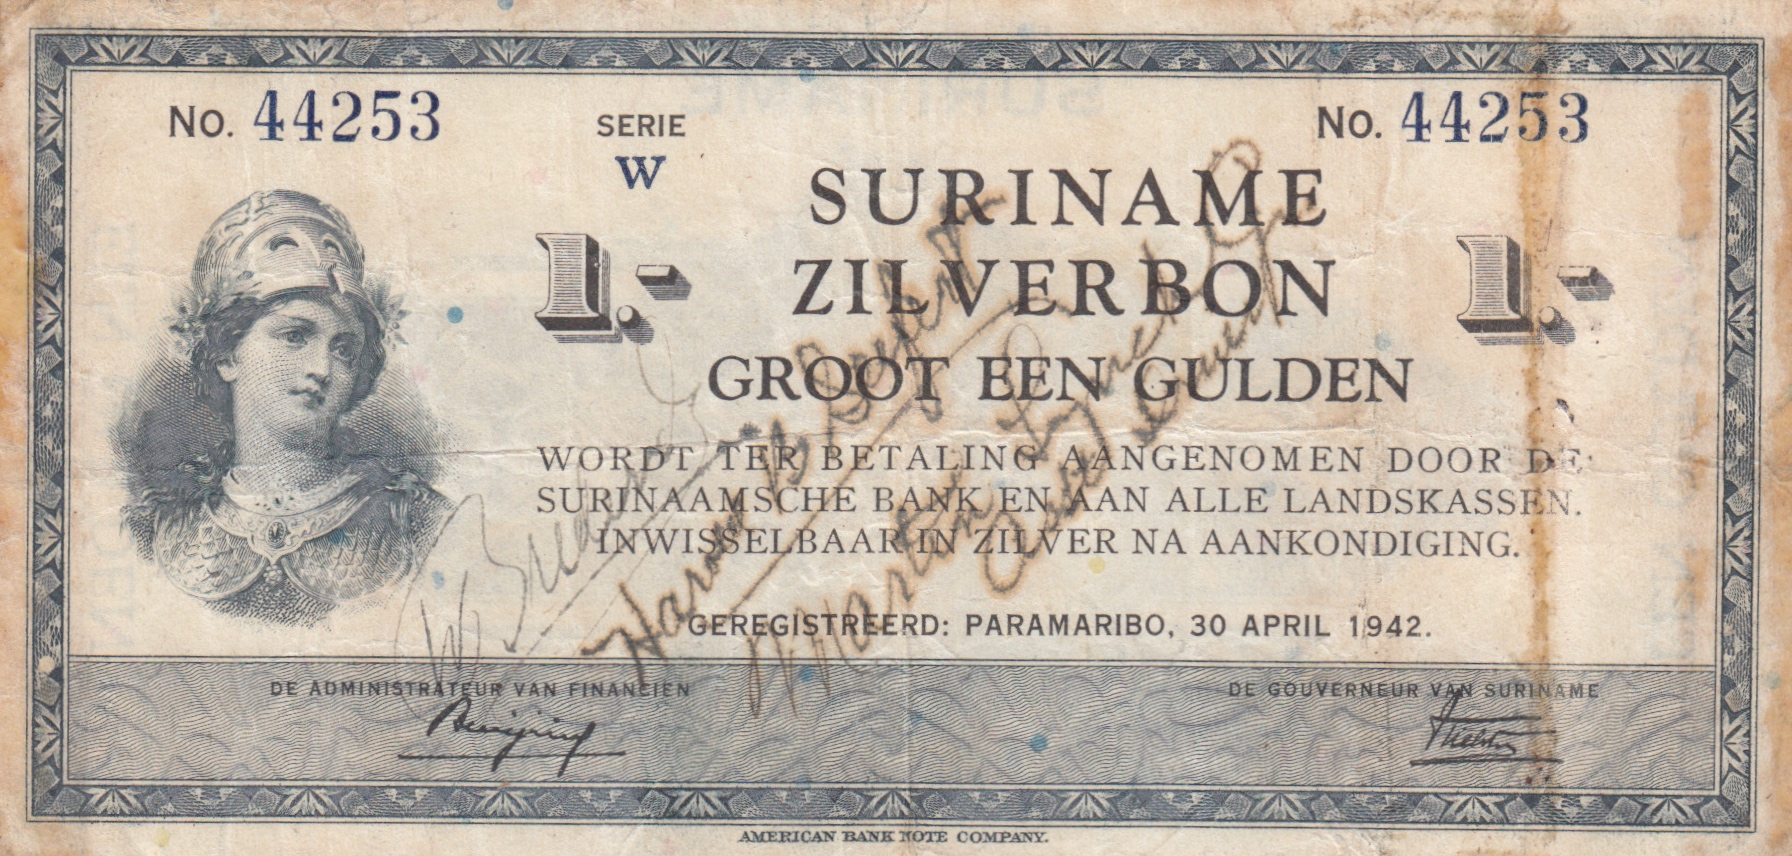 No. 44253
SERIE
W
No. 44253
SURINAME
1.-
ZILVERBON
1.-
GROOT EEN GULDEN
WORDT TER BETALING AANGENOMEN DOOR DE
SURINAAMSCHE BANK EN AAN ALLE LANDSKASSEN.
INWISSELBAAR IN ZILVER NA AANKONDIGING.
GEREGISTREERD: PARAMARIBO, 30 APRIL 1942.
DE ADMINISTRATEUR VAN FINANCIEN
DE GOUVERNEUR VAN SURINAME
AMERICAN BANK NOTE COMPANY.
Martin